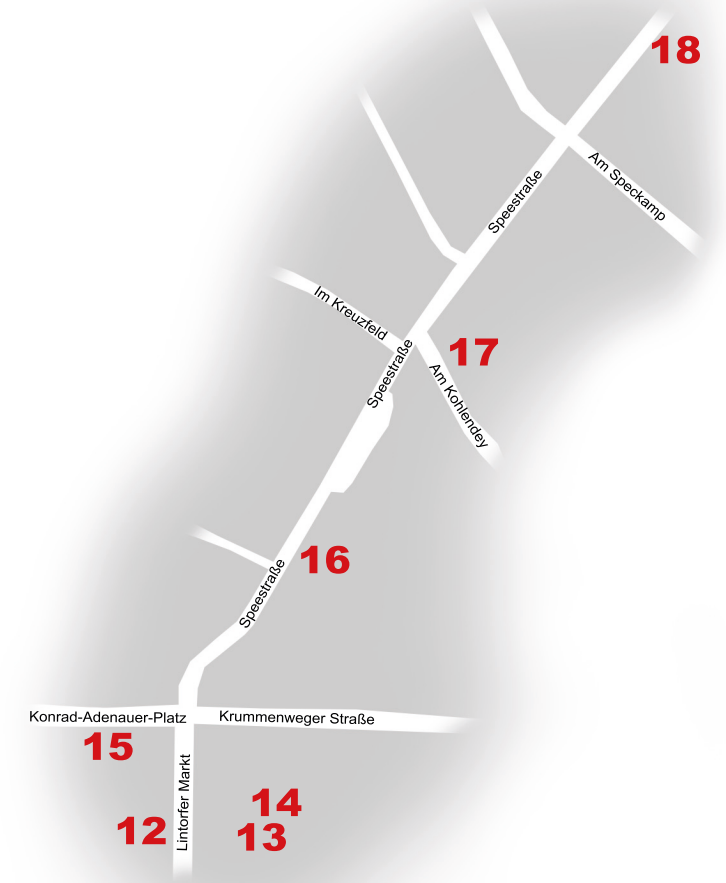 18
Am Speckamp
Speestraße
Im Kreuzfeld
Speestraße
17
Am Kohlendey
16
Speestraße
Konrad-Adenauer-Platz
Krummenweger Straße
15
Lintorfer Markt
14
12
13